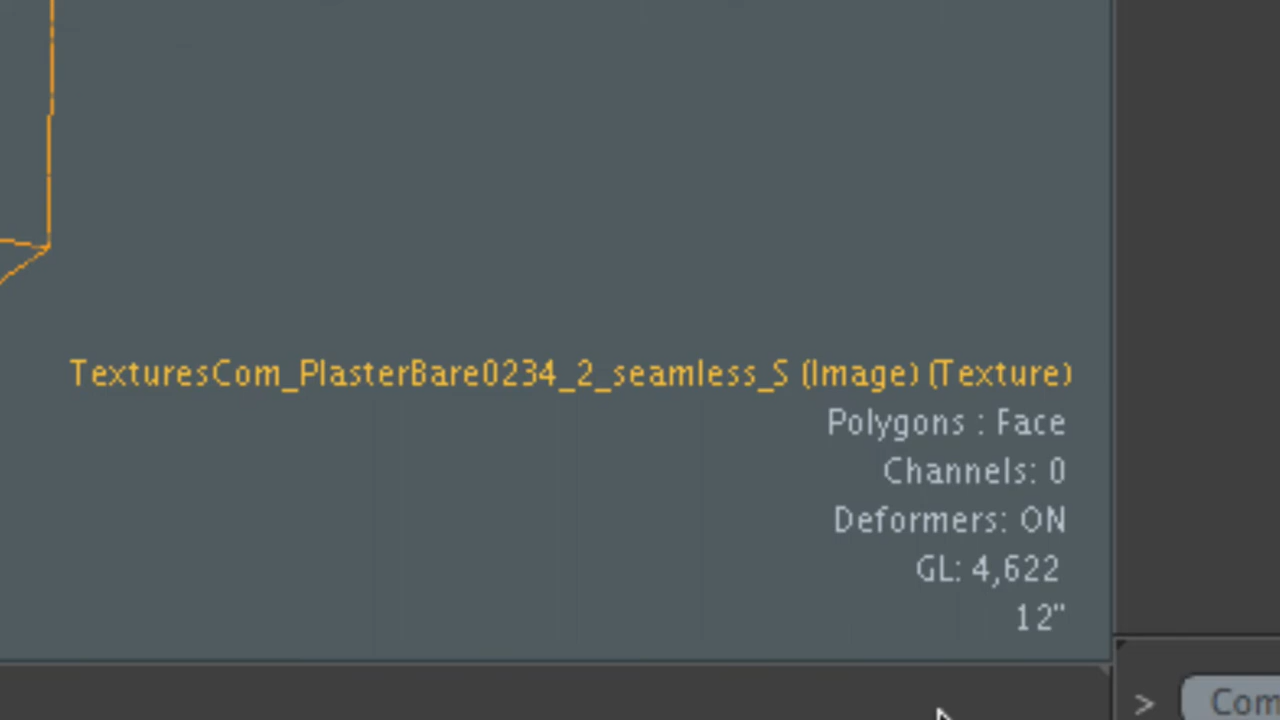 TexturesCom_PlasterBare0234_2_seamless_S (Image) (Texture)
Polygons : Face
Channels: 0
Deformers: ON
GL: 4,622
12"
> Com